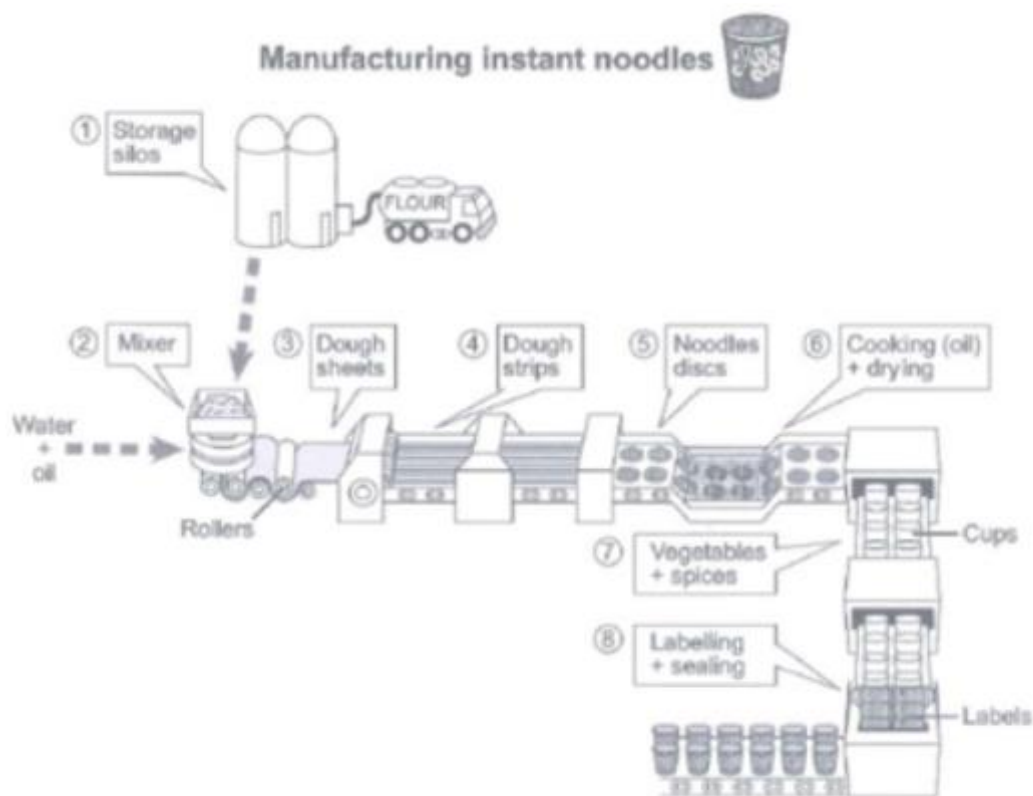 Manufacturing instant noodles
① Storage
silos
FLOUR
② Mixer
③ Dough
sheets
④ Dough
strips
⑤ Noodles
discs
⑥ Cooking (oil)
+ drying
Water
+
oil
Rollers
⑦ Vegetables
+ spices
Cups
⑧ Labelling
+ sealing
Labels